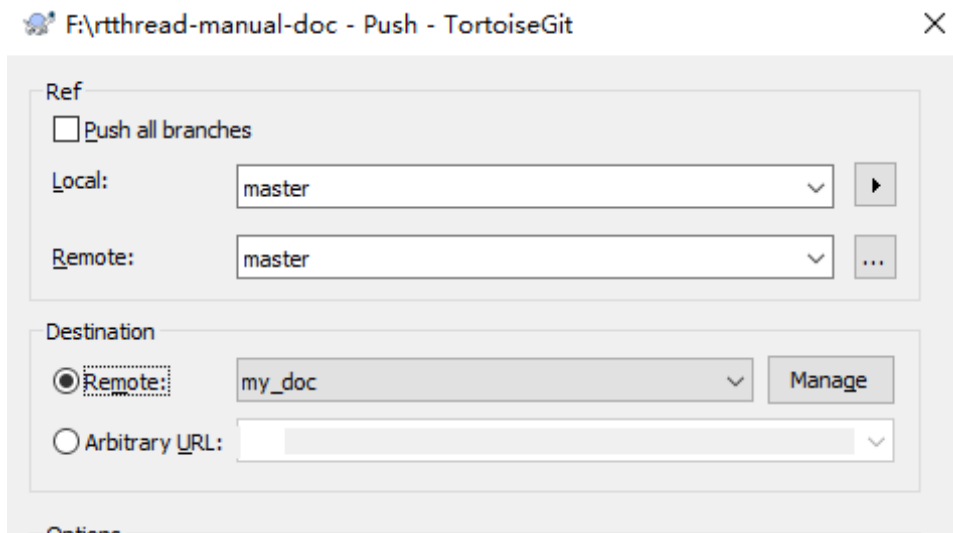 F:\rtthread-manual-doc - Push - TortoiseGit
Ref
Push all branches
Local:
master
Remote:
master
...
Destination
Remote:
my_doc
Manage
Arbitrary URL:
Options